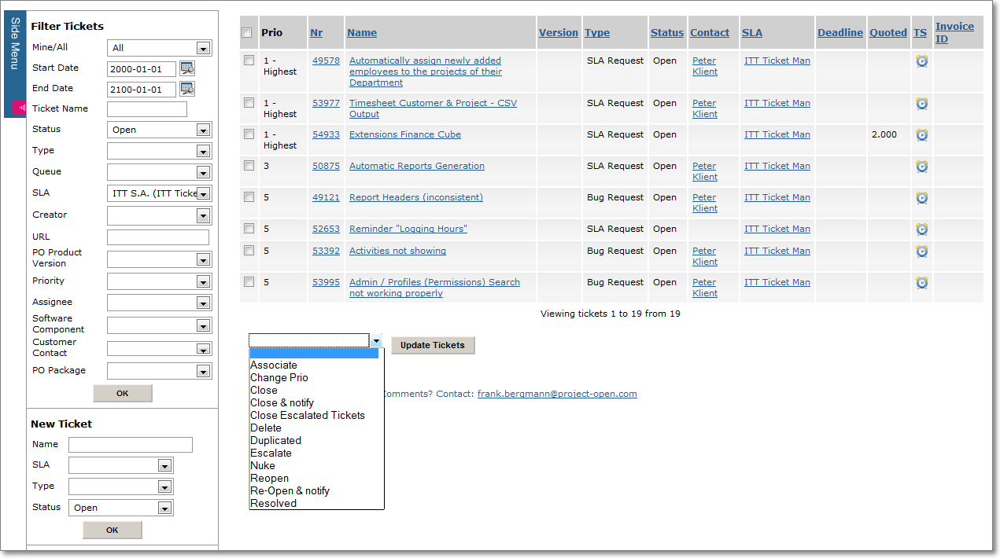 Side Menu
Filter Tickets
Mine/All All
Start Date 2000-01-01
End Date 2100-01-01
Ticket Name
Status Open
Type
Queue
SLA ITT S.A. (ITT Ticke
Creator
URL
PO Product
Version
Priority
Assignee
Software
Component
Customer
Contact
PO Package
OK
New Ticket
Name
SLA
Type
Status Open
OK
Prio Nr Name Version Type Status Contact SLA Deadline Quoted TS Invoice
ID
1 - 49578 Automatically assign newly added SLA Request Open Peter ITT Ticket Man
Highest employees to the projects of their Klient
Department
1 - 53977 Timesheet Customer & Project - CSV SLA Request Open Peter ITT Ticket Man
Highest Output Klient
1 - 54933 Extensions Finance Cube SLA Request Open ITT Ticket Man 2.000
Highest
3 50875 Automatic Reports Generation SLA Request Open Peter ITT Ticket Man
Klient
5 49121 Report Headers (inconsistent) Bug Request Open Peter ITT Ticket Man
Klient
5 52653 Reminder "Logging Hours" SLA Request Open ITT Ticket Man
5 53392 Activities not showing Bug Request Open Peter ITT Ticket Man
Klient
5 53995 Admin / Profiles (Permissions) Search Bug Request Open Peter ITT Ticket Man
not working properly Klient
Viewing tickets 1 to 19 from 19
Update Tickets
Associate
Change Prio
Close
Close & notify
Close Escalated Tickets
Delete
Duplicated
Escalate
Nuke
Reopen
Re-Open & notify
Resolved
Comments? Contact: frank.bergmann@project-open.com